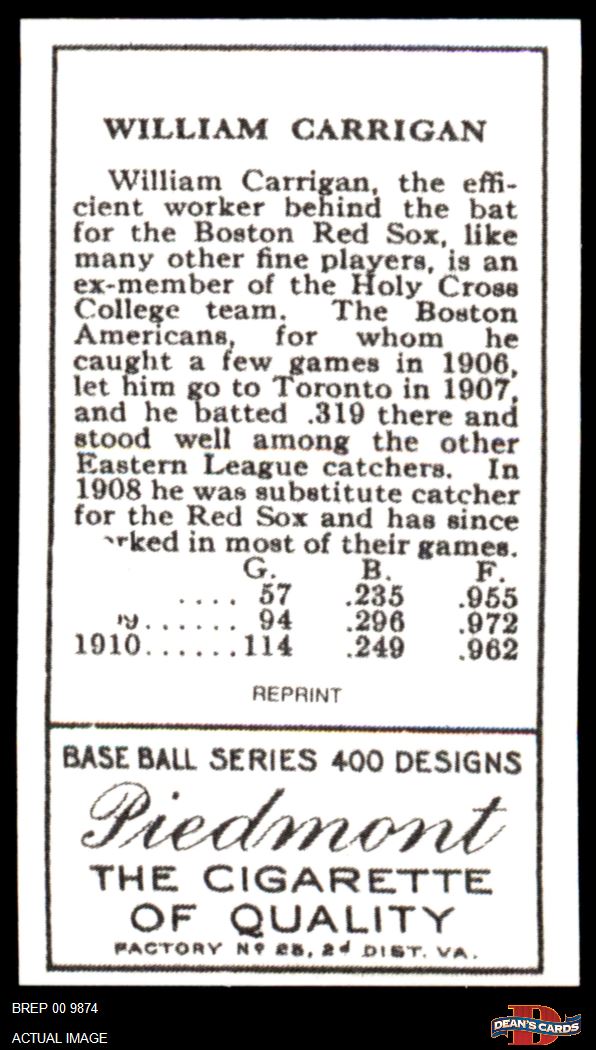 WILLIAM CARRIGAN
William Carrigan, the effi-
cient worker behind the bat
for the Boston Red Sox, like
many other fine players, is an
ex-member of the Holy Cross
College team. The Boston
Americans, for whom he
caught a few games in 1906,
let him go to Toronto in 1907,
and he batted .319 there and
stood well among the other
Eastern League catchers. In
1908 he was substitute catcher
for the Red Sox and has since
rked in most of their games.
G. B. F.
.... 57 .235 .955
...... 94 .296 .972
1910......114 .249 .962
REPRINT
BASE BALL SERIES 400 DESIGNS
Piedmont
THE CIGARETTE
OF QUALITY
FACTORY Nº 25, 2d DIST. VA.
BREP 00 9874
ACTUAL IMAGE
D
DEAN'S CARDS